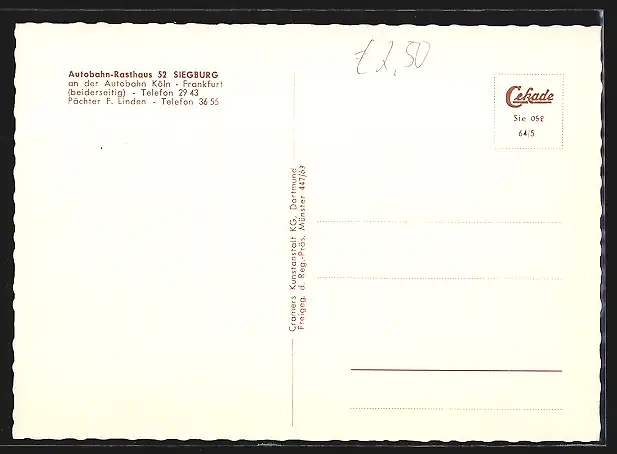 Autobahn-Rasthaus 52 SIEGBURG
an der Autobahn Köln - Frankfurt
(beiderseitig) - Telefon 29 43
Pächter F. Linden - Telefon 36 55
€ 2,50
Cekade
Sie 052
64/5
Cramers Kunstanstalt KG, Dortmund
Freigeg. d. Reg.-Präs. Münster 447/63